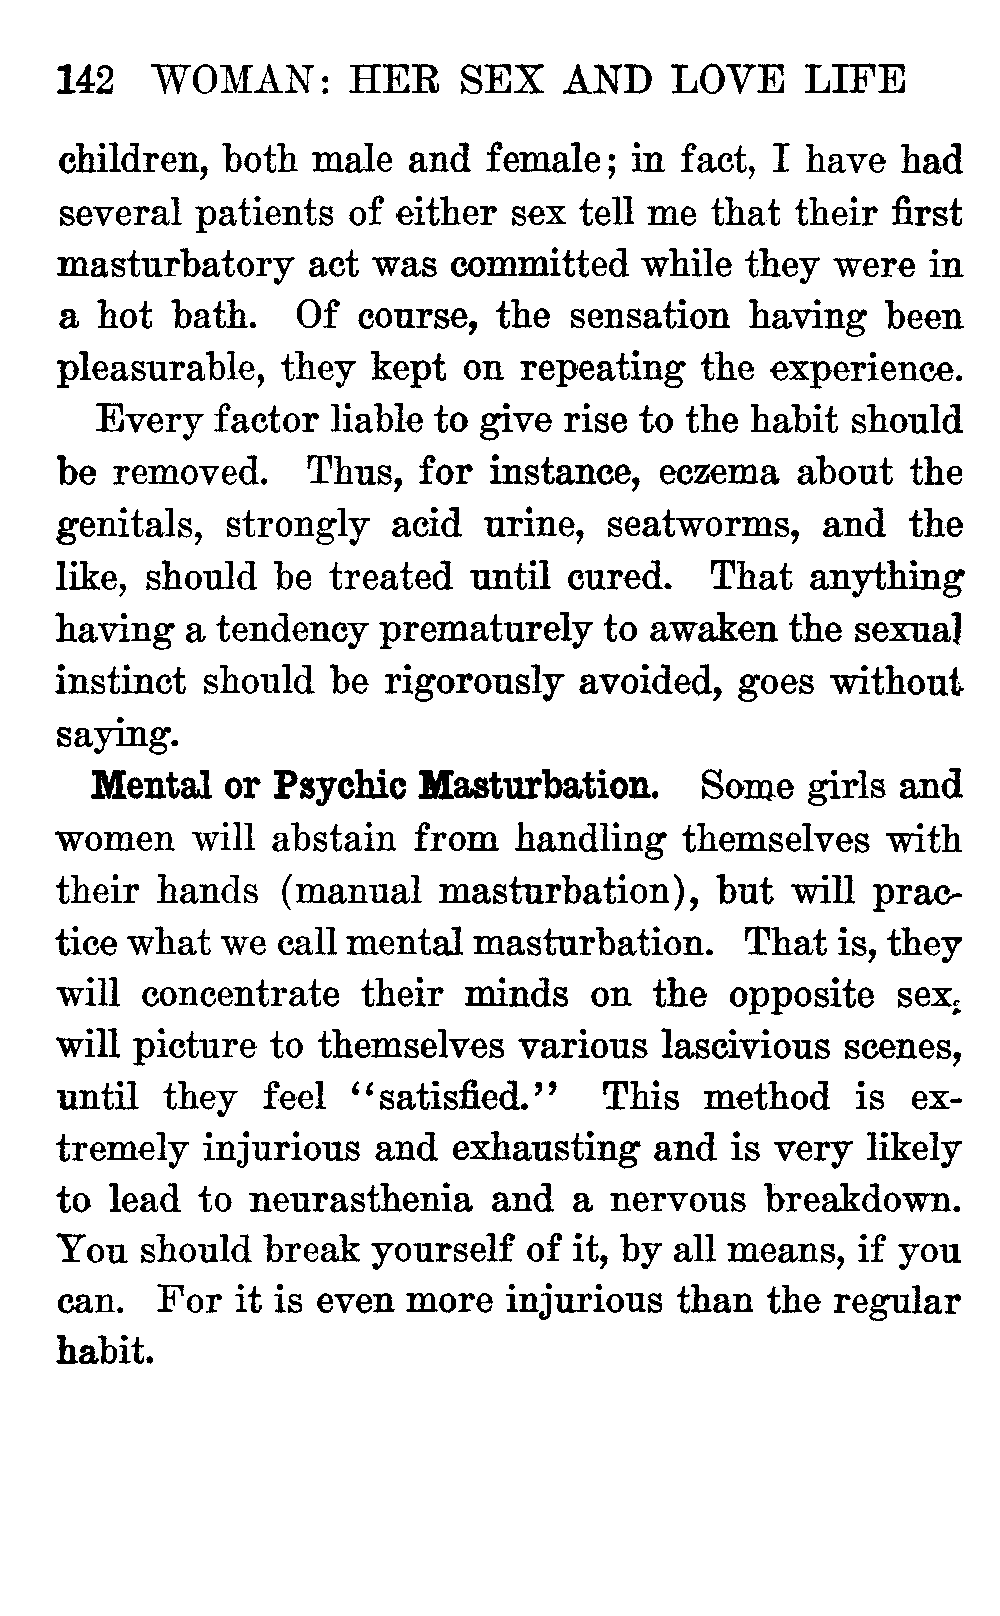 142 WOMAN: HER SEX AND LOVE LIFE
children, both male and female; in fact, I have had
several patients of either sex tell me that their first
masturbatory act was committed while they were in
a hot bath. Of course, the sensation having been
pleasurable, they kept on repeating the experience.
Every factor liable to give rise to the habit should
be removed. Thus, for instance, eczema about the
genitals, strongly acid urine, seatworms, and the
like, should be treated until cured. That anything
having a tendency prematurely to awaken the sexual
instinct should be rigorously avoided, goes without
saying.
Mental or Psychic Masturbation. Some girls and
women will abstain from handling themselves with
their hands (manual masturbation), but will prac-
tice what we call mental masturbation. That is, they
will concentrate their minds on the opposite sex,
will picture to themselves various lascivious scenes,
until they feel "satisfied." This method is ex-
tremely injurious and exhausting and is very likely
to lead to neurasthenia and a nervous breakdown.
You should break yourself of it, by all means, if you
can. For it is even more injurious than the regular
habit.